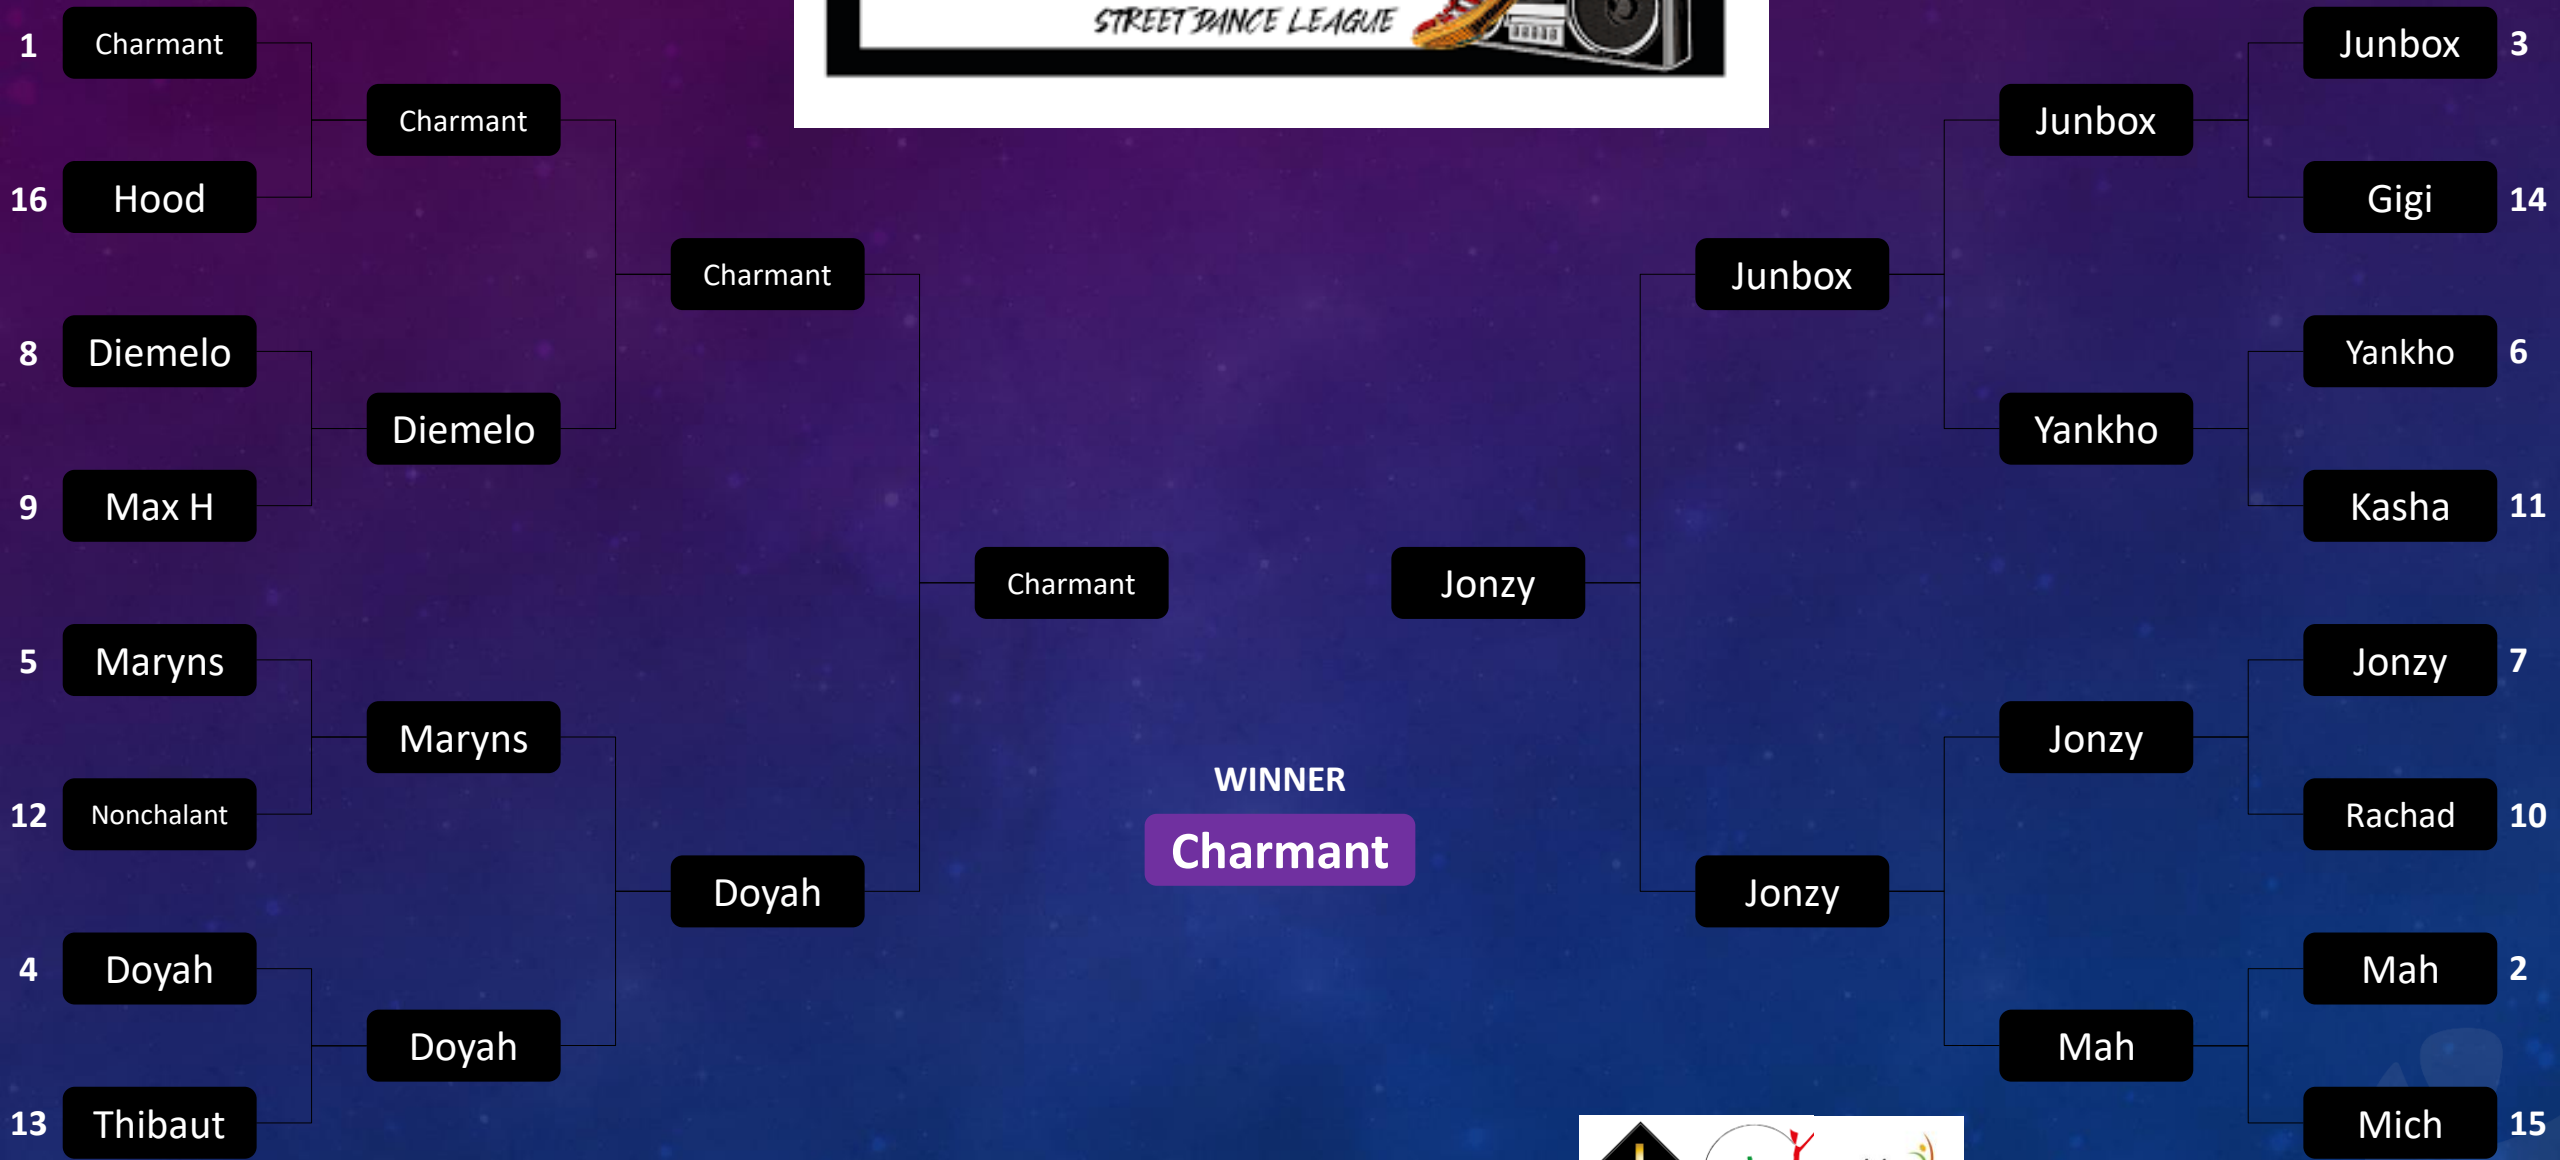 STREET DANCE LEAGUE
1 Charmant
16 Hood
8 Diemelo
9 Max H
5 Maryns
12 Nonchalant
4 Doyah
13 Thibaut
Charmant
Diemelo
Maryns
Doyah
Charmant
Doyah
Charmant
WINNER
Charmant
Jonzy
Junbox
Jonzy
Junbox
Yankho
Jonzy
Mah
Junbox 3
Gigi 14
Yankho 6
Kasha 11
Jonzy 7
Rachad 10
Mah 2
Mich 15